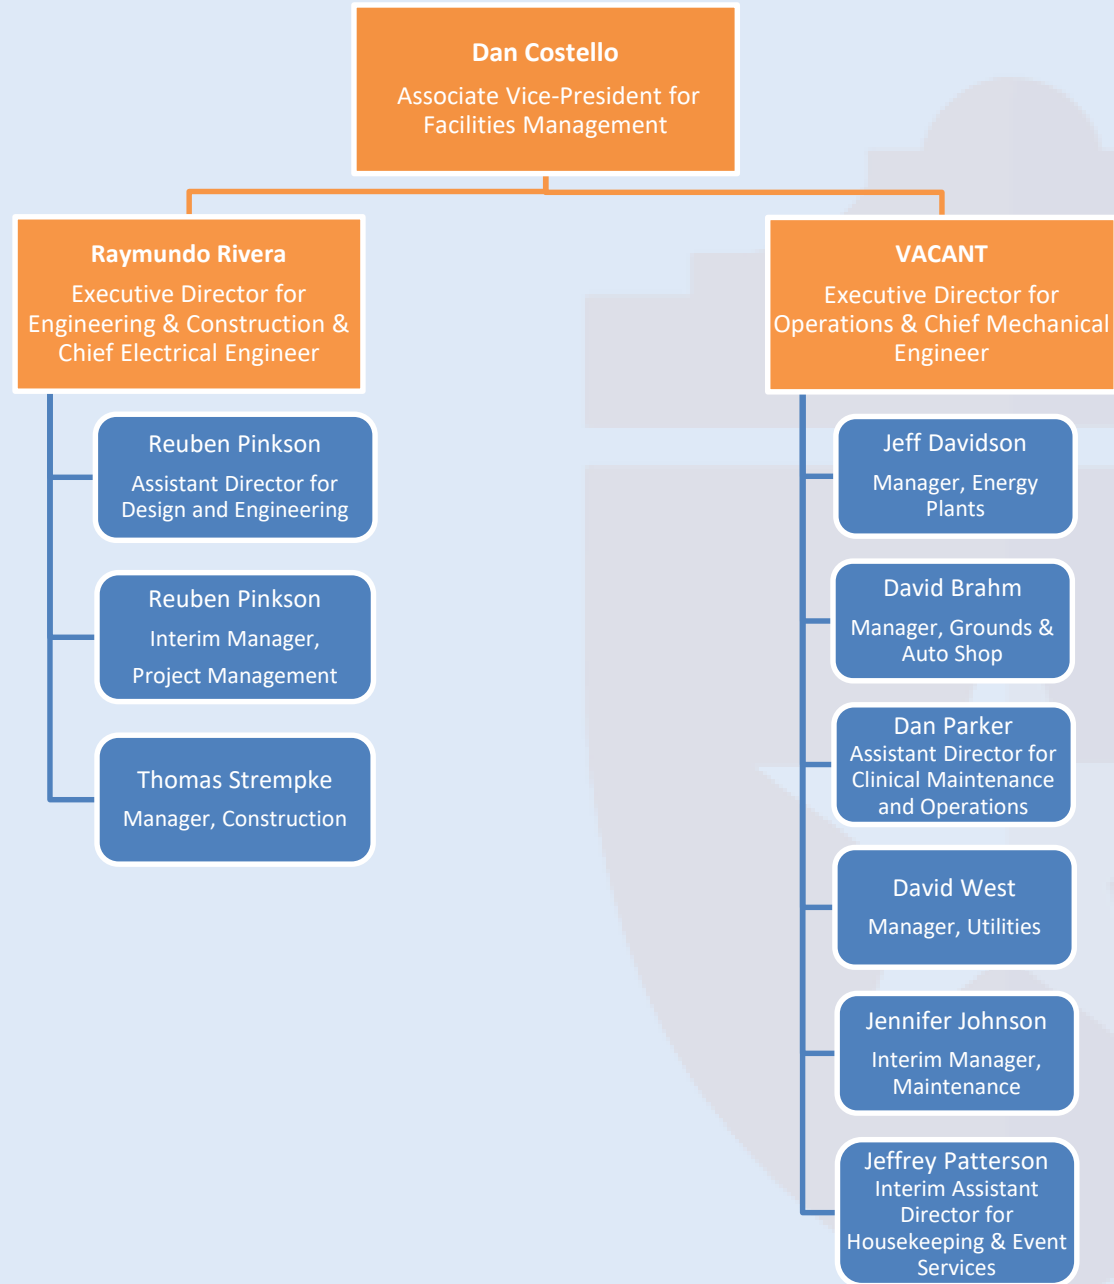 Dan Costello
Associate Vice-President for
Facilities Management
Raymundo Rivera
Executive Director for
Engineering & Construction &
Chief Electrical Engineer
Reuben Pinkson
Assistant Director for
Design and Engineering
Reuben Pinkson
Interim Manager,
Project Management
Thomas Strempke
Manager, Construction
VACANT
Executive Director for
Operations & Chief Mechanical
Engineer
Jeff Davidson
Manager, Energy
Plants
David Brahm
Manager, Grounds &
Auto Shop
Dan Parker
Assistant Director for
Clinical Maintenance
and Operations
David West
Manager, Utilities
Jennifer Johnson
Interim Manager,
Maintenance
Jeffrey Patterson
Interim Assistant
Director for
Housekeeping & Event
Services